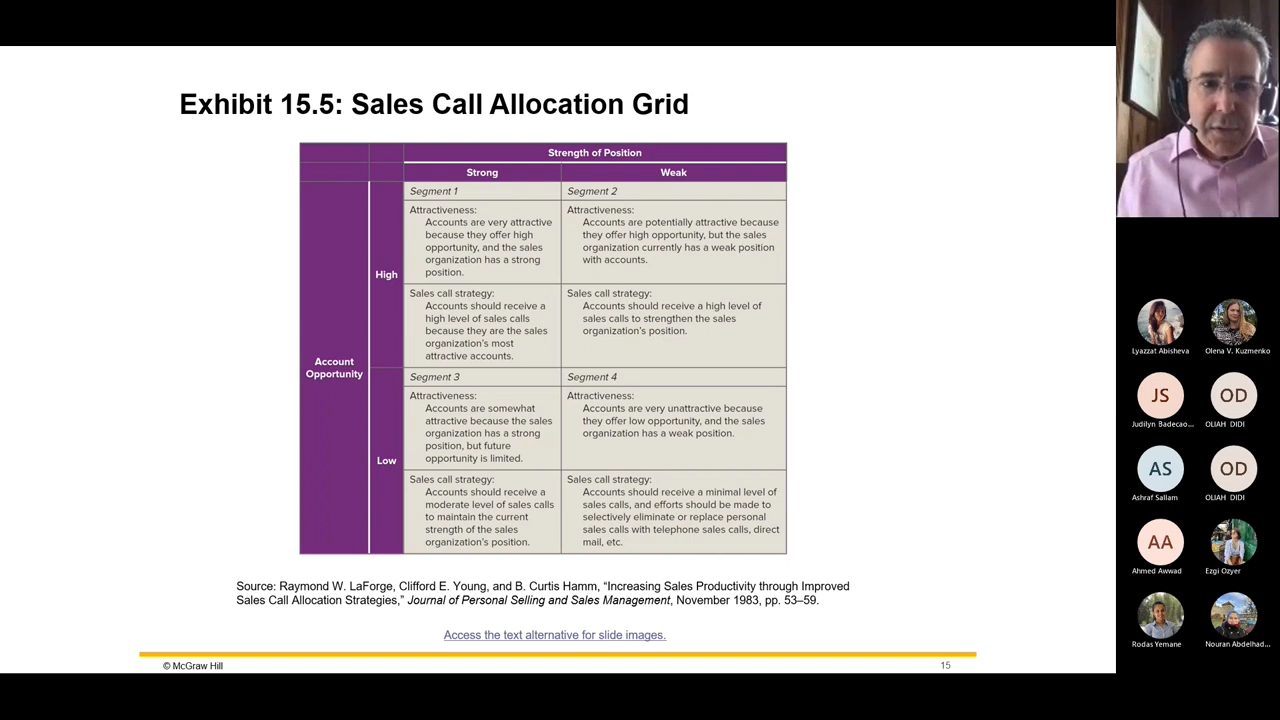 Exhibit 15.5: Sales Call Allocation Grid
Strength of Position
Strong
Weak
Account
Opportunity
High
Segment 1
Attractiveness:
Accounts are very attractive
because they offer high
opportunity, and the sales
organization has a strong
position.
Sales call strategy:
Accounts should receive a
high level of sales calls
because they are the sales
organization's most
attractive accounts.
Segment 2
Attractiveness:
Accounts are potentially attractive because
they offer high opportunity, but the sales
organization currently has a weak position
with accounts.
Sales call strategy:
Accounts should receive a high level of
sales calls to strengthen the sales
organization's position.
Low
Segment 3
Attractiveness:
Accounts are somewhat
attractive because the sales
organization has a strong
position, but future
opportunity is limited.
Sales call strategy:
Accounts should receive a
moderate level of sales calls
to maintain the current
strength of the sales
organization's position.
Segment 4
Attractiveness:
Accounts are very unattractive because
they offer low opportunity, and the sales
organization has a weak position.
Sales call strategy:
Accounts should receive a minimal level of
sales calls, and efforts should be made to
selectively eliminate or replace personal
sales calls with telephone sales calls, direct
mail, etc.
Source: Raymond W. LaForge, Clifford E. Young, and B. Curtis Hamm, “Increasing Sales Productivity through Improved
Sales Call Allocation Strategies,” Journal of Personal Selling and Sales Management, November 1983, pp. 53–59.
Access the text alternative for slide images.
© McGraw Hill
15
Lyazzat Abisheva
Olena V. Kuzmenko
JS
Judilyn Badecao...
OD
OLIAH DIDI
AS
Ashraf Sallam
OD
OLIAH DIDI
AA
Ahmed Awwad
Ezgi Ozyer
Rodas Yemane
Nouran Abdelhad...